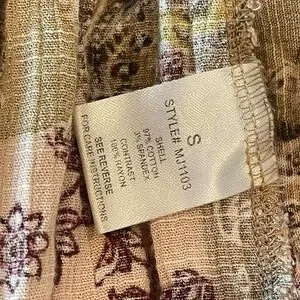 S
STYLE# MJ1103
SHELL
97% COTTON
3% SPANDEX
CONTRAST
100% RAYON
SEE REVERSE
FOR CARE INSTRUCTIONS